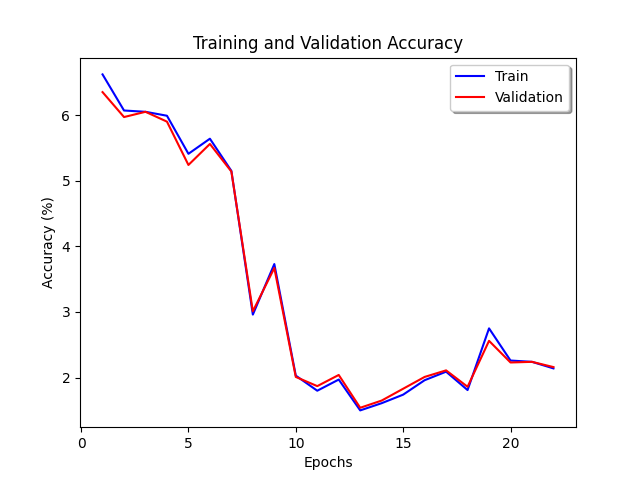 Training and Validation Accuracy
Train
Validation
Accuracy (%)
6
5
4
3
2
0 5 10 15 20
Epochs